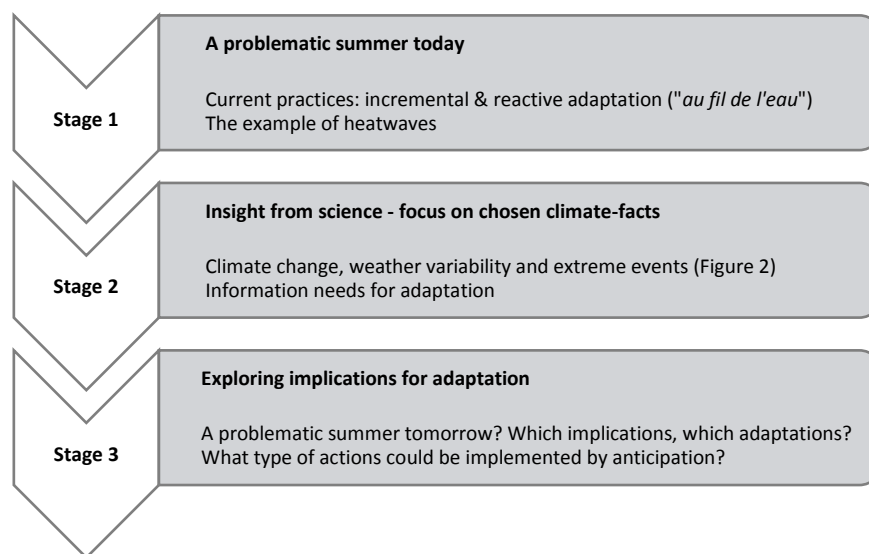 Stage 1
A problematic summer today
Current practices: incremental & reactive adaptation ("au fil de l'eau")
The example of heatwaves
Stage 2
Insight from science - focus on chosen climate-facts
Climate change, weather variability and extreme events (Figure 2)
Information needs for adaptation
Stage 3
Exploring implications for adaptation
A problematic summer tomorrow? Which implications, which adaptations?
What type of actions could be implemented by anticipation?